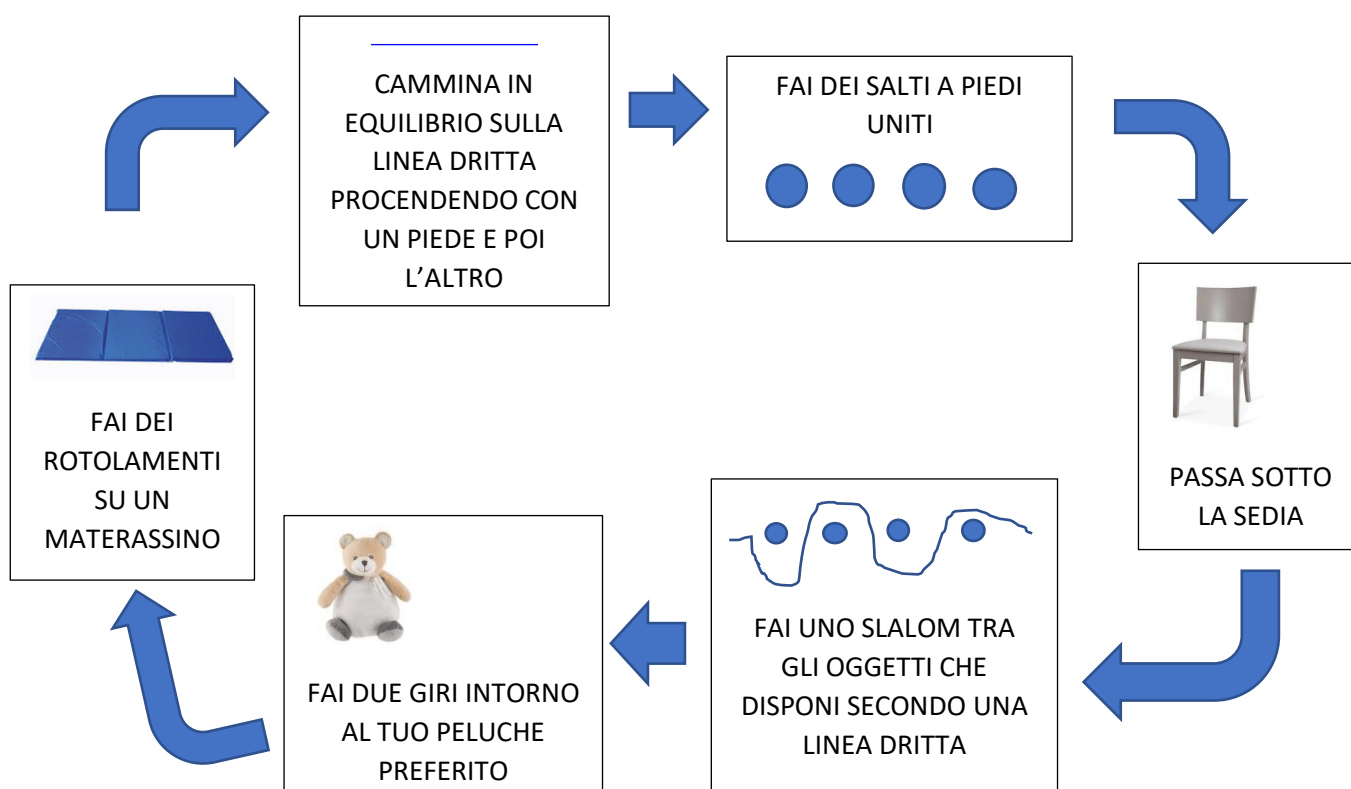 CAMMINA IN
EQUILIBRIO SULLA
LINEA DRITTA
PROCENDENDO CON
UN PIEDE E POI
L'ALTRO
FAI DEI SALTI A PIEDI
UNITI
PASSA SOTTO
LA SEDIA
FAI UNO SLALOM TRA
GLI OGGETTI CHE
DISPONI SECONDO UNA
LINEA DRITTA
FAI DUE GIRI INTORNO
AL TUO PELUCHE
PREFERITO
FAI DEI
ROTOLAMENTI
SU UN
MATERASSINO